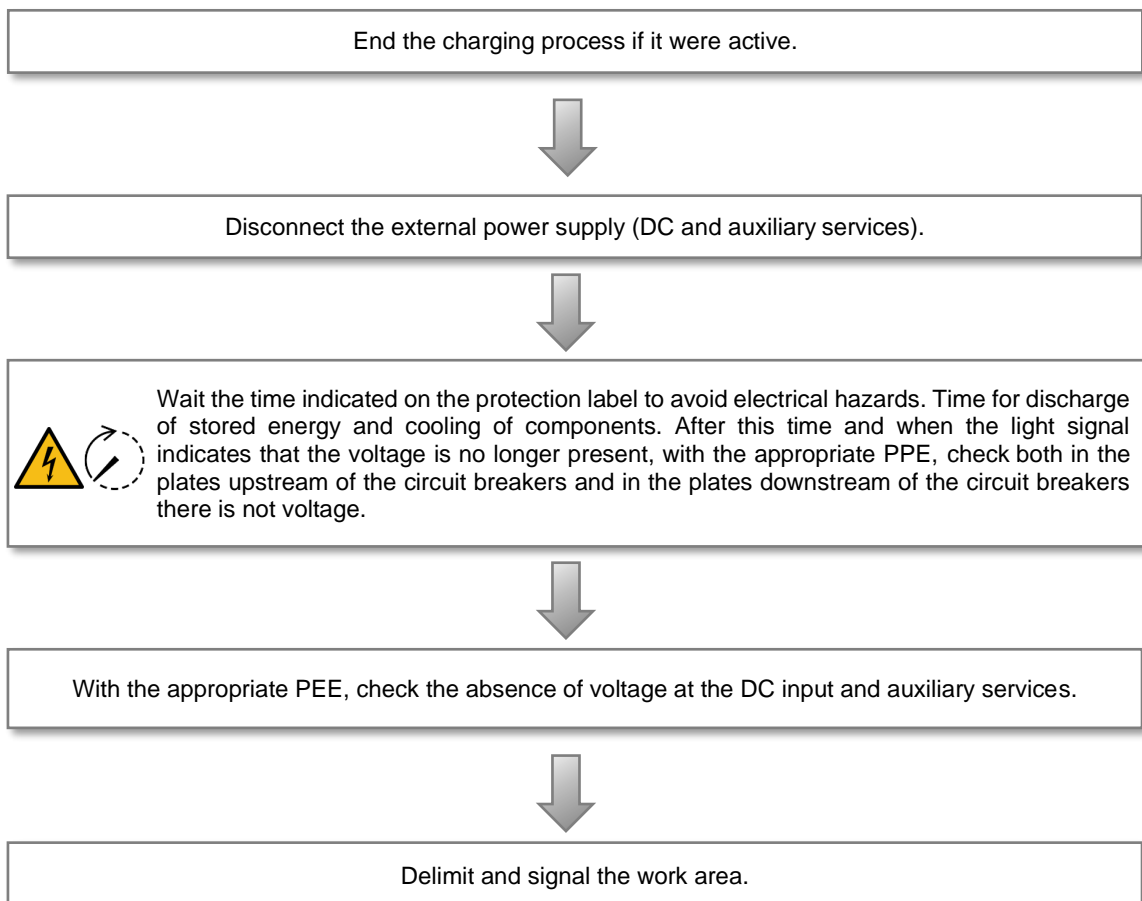 End the charging process if it were active.
Disconnect the external power supply (DC and auxiliary services).
Wait the time indicated on the protection label to avoid electrical hazards. Time for discharge
of stored energy and cooling of components. After this time and when the light signal
indicates that the voltage is no longer present, with the appropriate PPE, check both in the
plates upstream of the circuit breakers and in the plates downstream of the circuit breakers
there is not voltage.
With the appropriate PEE, check the absence of voltage at the DC input and auxiliary services.
Delimit and signal the work area.